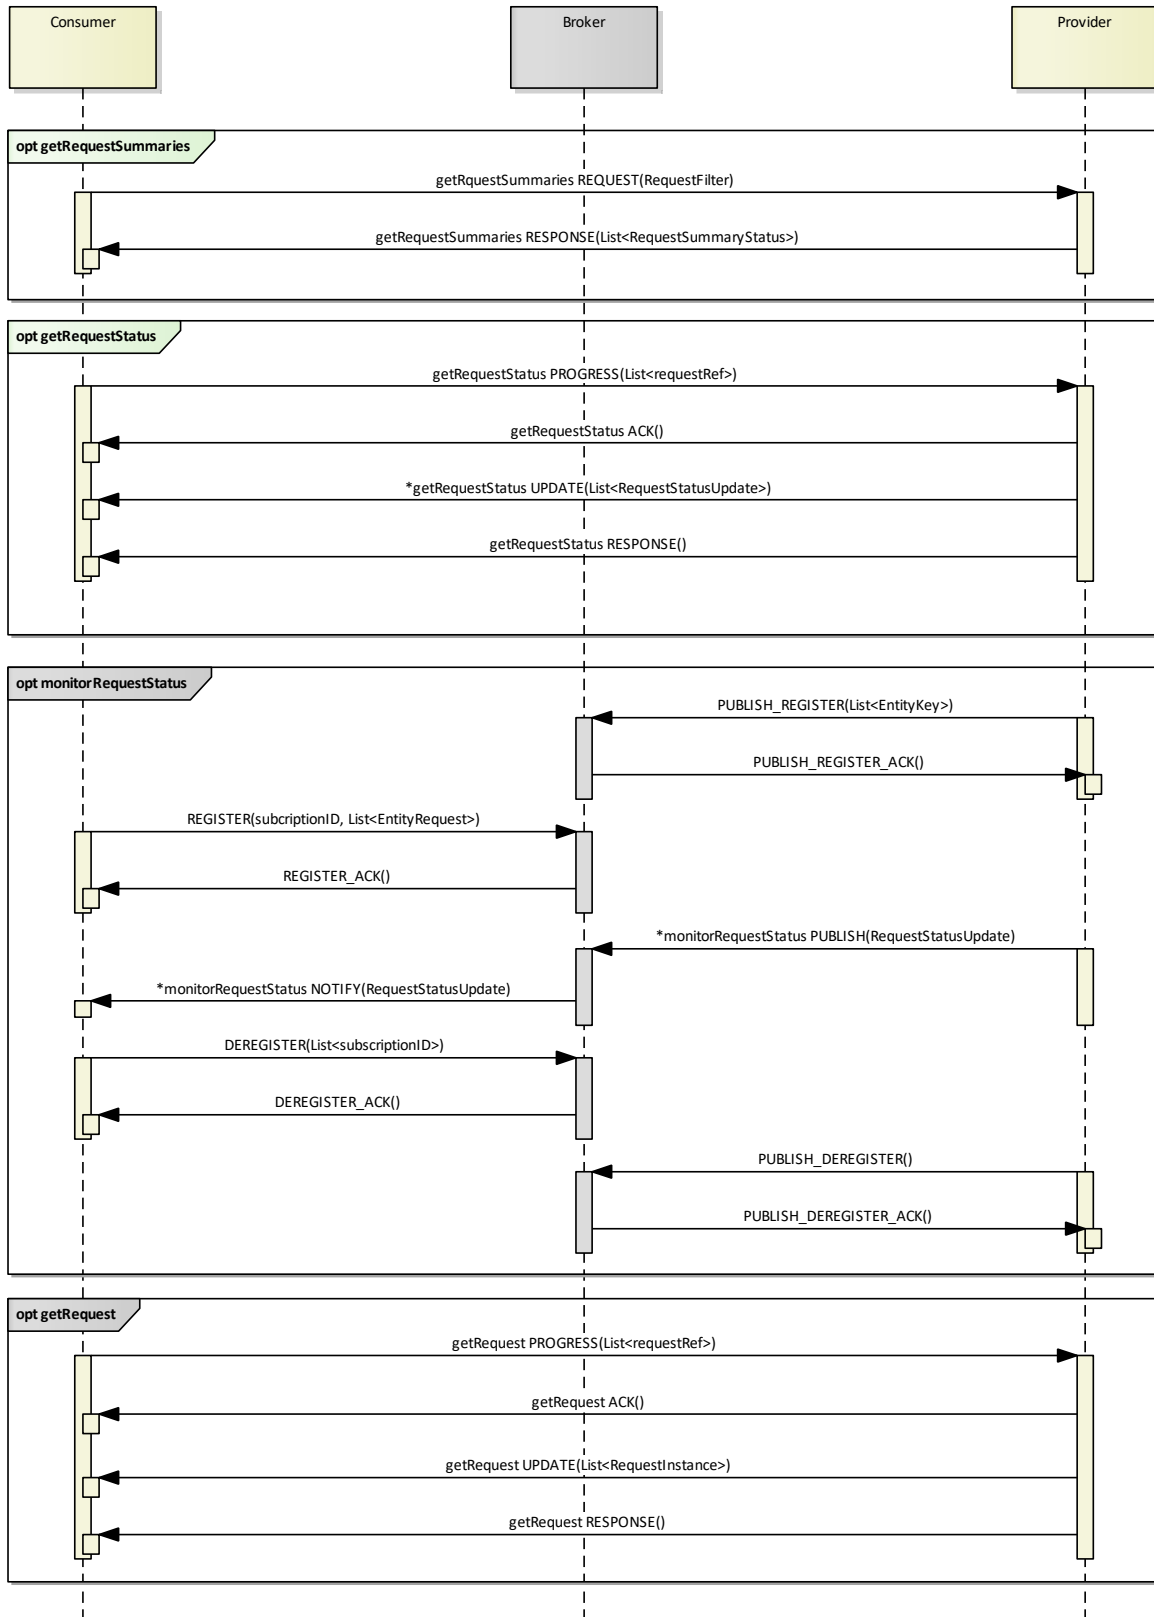 Consumer
Broker
Provider
opt getRequestSummaries
getRquestSummaries REQUEST(RequestFilter)
getRequestSummaries RESPONSE(List<RequestSummaryStatus>)
opt getRequestStatus
getRequestStatus PROGRESS(List<requestRef>)
getRequestStatus ACK()
*getRequestStatus UPDATE(List<RequestStatusUpdate>)
getRequestStatus RESPONSE()
opt monitorRequestStatus
PUBLISH_REGISTER(List<EntityKey>)
PUBLISH_REGISTER_ACK()
REGISTER(subcriptionID, List<EntityRequest>)
REGISTER_ACK()
*monitorRequestStatus PUBLISH(RequestStatusUpdate)
*monitorRequestStatus NOTIFY(RequestStatusUpdate)
DEREGISTER(List<subscriptionID>)
DEREGISTER_ACK()
PUBLISH_DEREGISTER()
PUBLISH_DEREGISTER_ACK()
opt getRequest
getRequest PROGRESS(List<requestRef>)
getRequest ACK()
getRequest UPDATE(List<RequestInstance>)
getRequest RESPONSE()